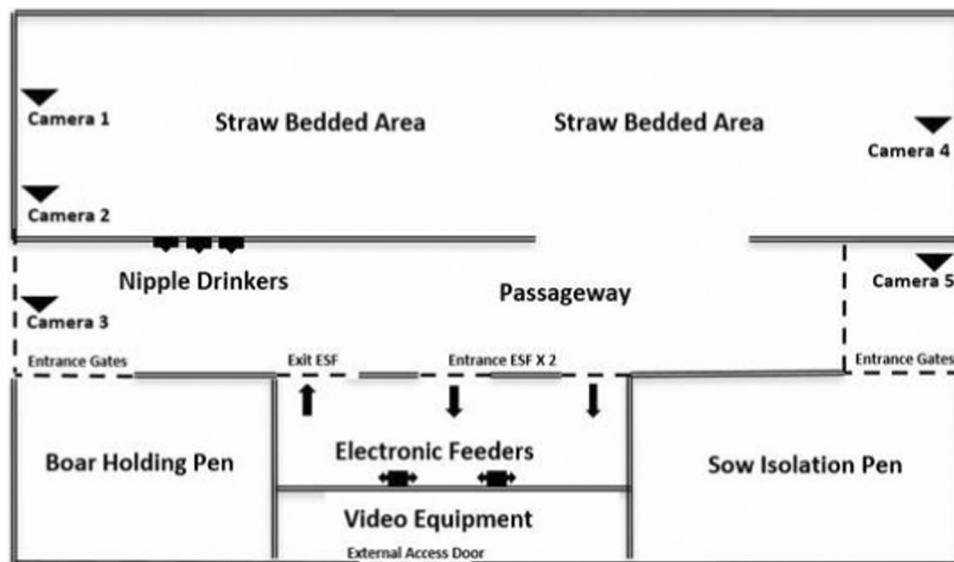 Camera 1
Straw Bedded Area
Straw Bedded Area
Camera 4
Camera 2
Nipple Drinkers
Passageway
Camera 5
Camera 3
Entrance Gates
Exit ESF
Entrance ESF X 2
Entrance Gates
Boar Holding Pen
Electronic Feeders
Sow Isolation Pen
Video Equipment
External Access Door